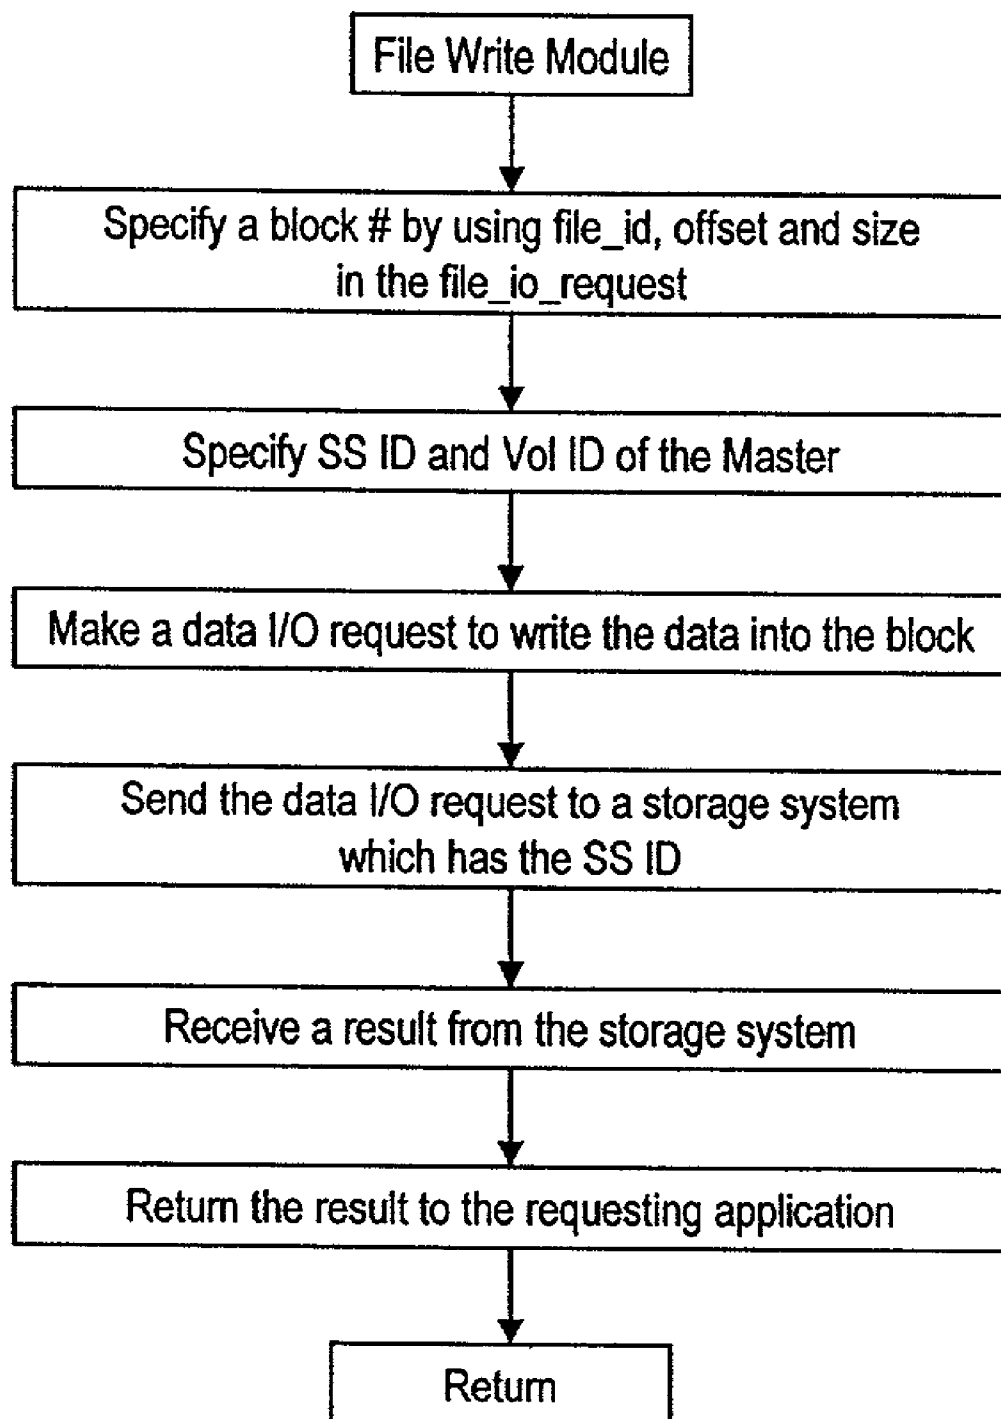 File Write Module
Specify a block # by using file_id, offset and size
in the file_io_request
Specify SS ID and Vol ID of the Master
Make a data I/O request to write the data into the block
Send the data I/O request to a storage system
which has the SS ID
Receive a result from the storage system
Return the result to the requesting application
Return